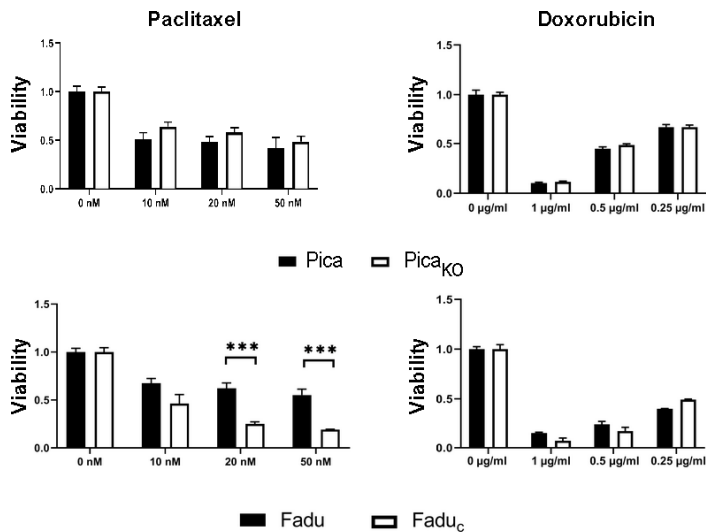 Paclitaxel
Doxorubicin
Viability
1.5
1.0
0.5
0.0
0 nM 10 nM 20 nM 50 nM
1.5
1.0
0.5
0.0
0 µg/ml 1 µg/ml 0.5 µg/ml 0.25 µg/ml
Viability
Pica PicaKO
Viability
1.5
1.0
0.5
0.0
*** ***
0 nM 10 nM 20 nM 50 nM
Viability
1.5
1.0
0.5
0.0
0 µg/ml 1 µg/ml 0.5 µg/ml 0.25 µg/ml
Fadu Faduc